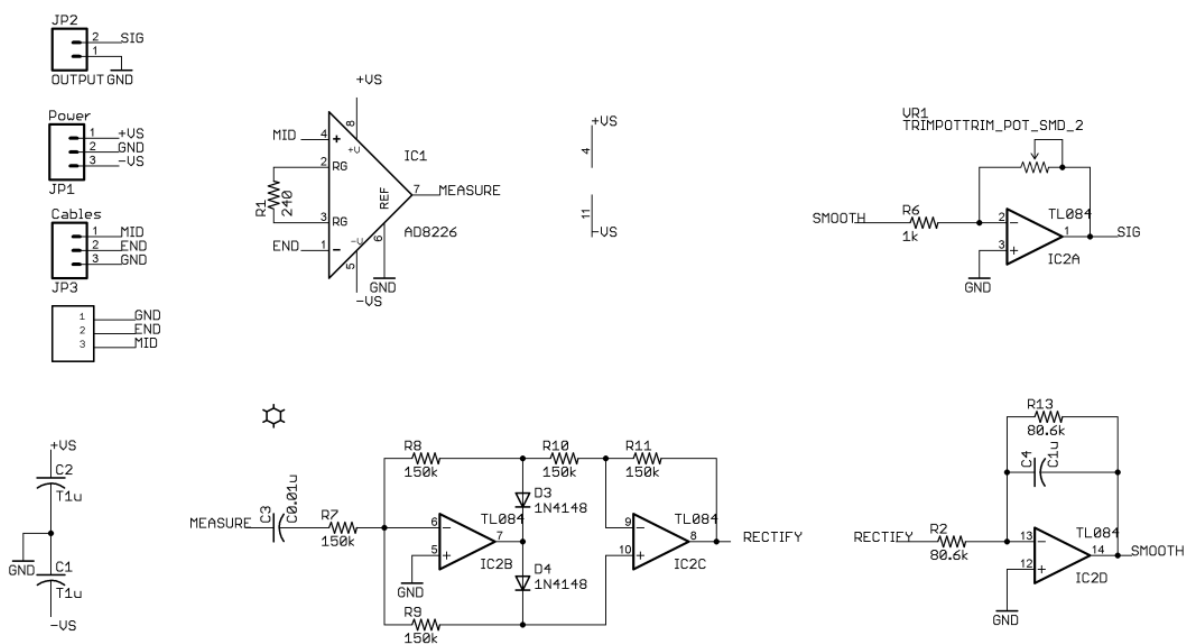 JP2
2 SIG
1
OUTPUT GND
Power
1 +VS
2 GND
3 -VS
JP1
Cables
1 MID
2 END
3 GND
JP3
1 GND
2 END
3 MID
+VS
8
MID 4 + +V
IC1
2 RG
R1
240
REF
7 MEASURE
3 RG
AD8226
END 1 - -V
6
5
GND
-VS
+VS
4
11
-VS
VR1
TRIMPOTTRIM_POT_SMD_2
SMOOTH R6
1k
2 -
TL084
1 SIG
3 +
IC2A
GND
+VS
C2
T1u
GND
C1
T1u
-VS
MEASURE
C3
C0.01u
R7
150k
R8
150k
R10
150k
R11
150k
D3
1N4148
6 -
TL084
7
5 +
IC2B
GND
D4
1N4148
R9
150k
9 -
TL084
8
10 +
IC2C
RECTIFY
R13
80.6k
C4
C1u
RECTIFY R2
80.6k
13 -
TL084
14 SMOOTH
12 +
IC2D
GND